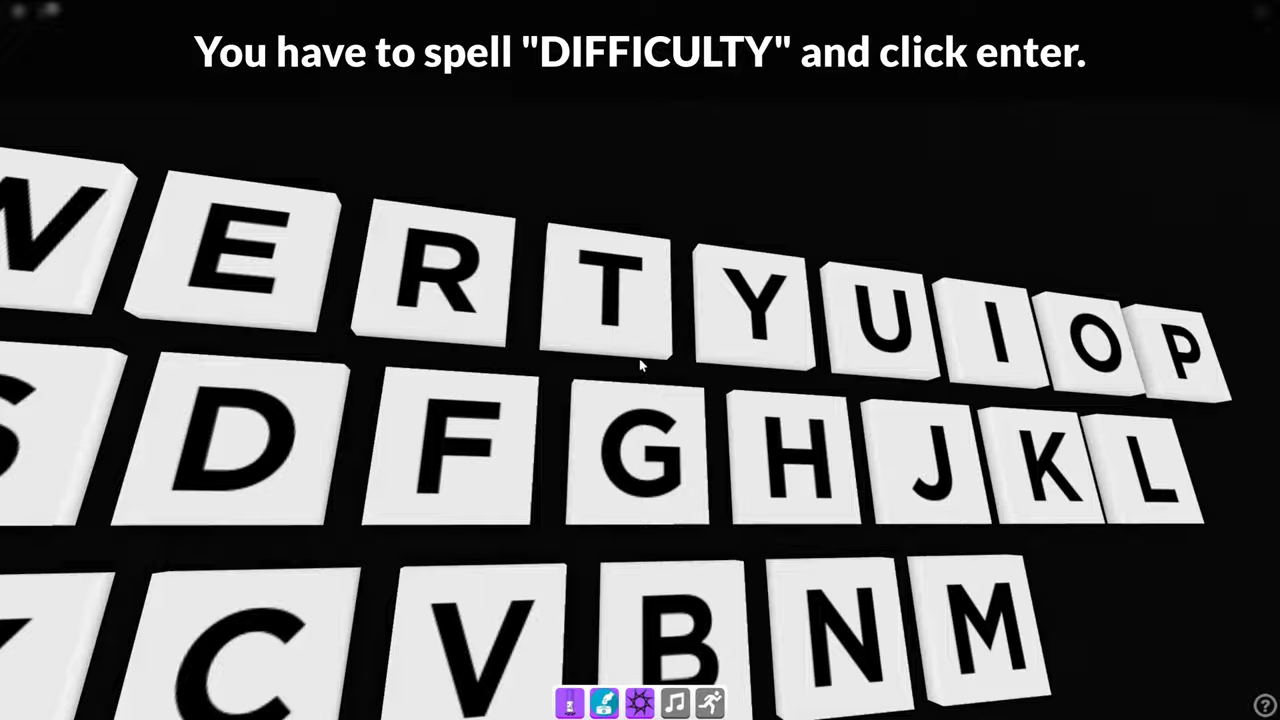 You have to spell "DIFFICULTY" and click enter.
W E R T Y U I O P
S D F G H J K L
X C V B N M
?